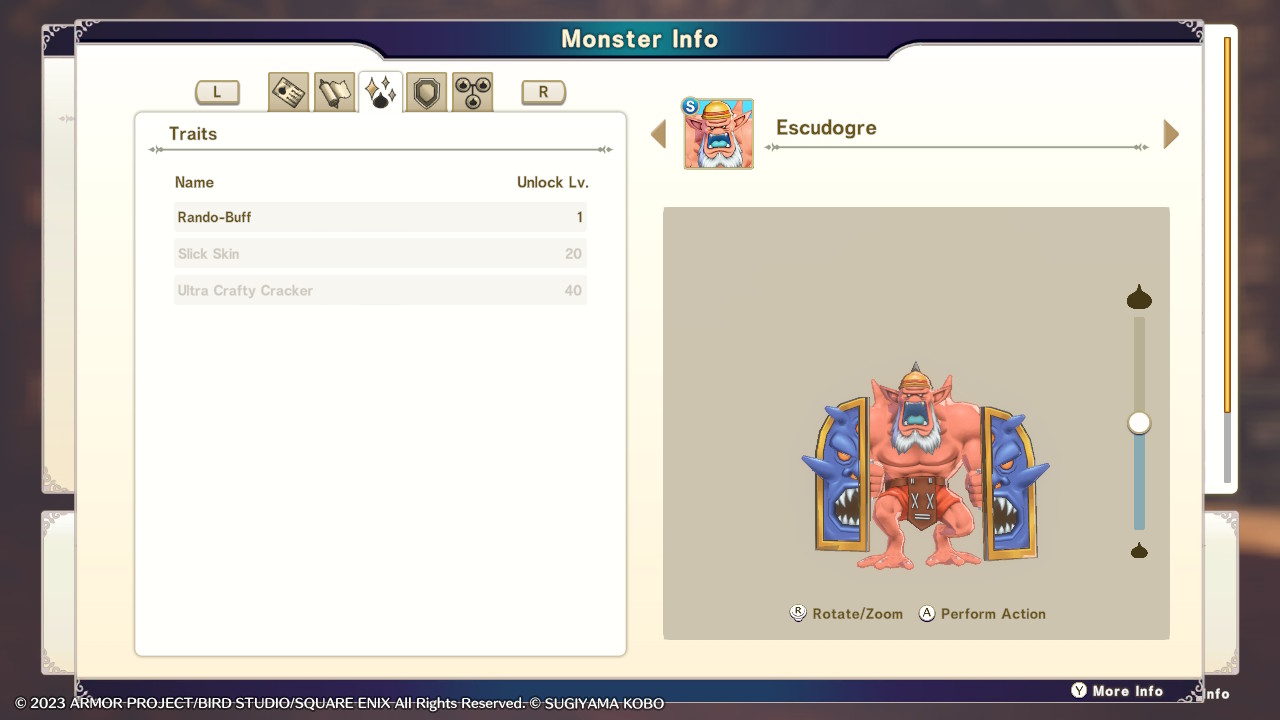 Monster Info
L
R
Traits
Name Unlock Lv.
Rando-Buff 1
Slick Skin 20
Ultra Crafty Cracker 40
S
Escudogre
R Rotate/Zoom A Perform Action
Y More Info
nfo
© 2023 ARMOR PROJECT/BIRD STUDIO/SQUARE ENIX All Rights Reserved. © SUGIYAMA KOBO